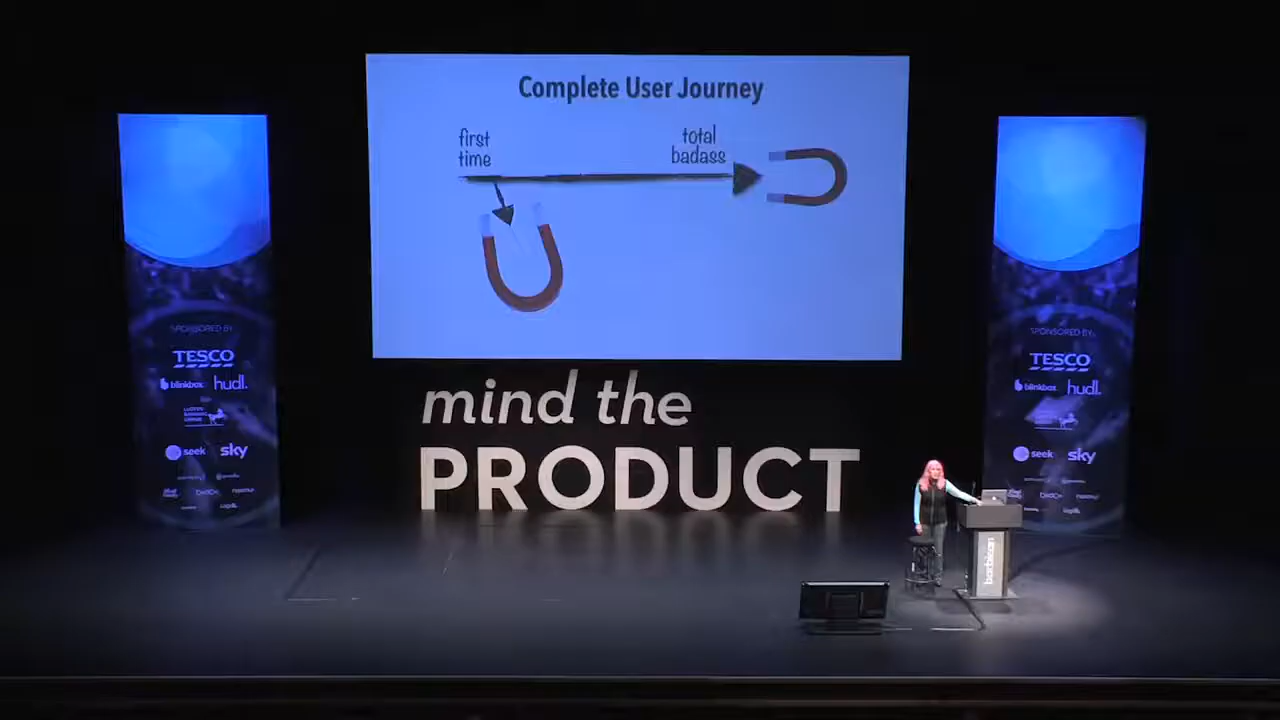 Complete User Journey
first
time
total
badass
SPONSORED BY
TESCO
blinkbox hudl.
seek sky
mind the
PRODUCT
SPONSORED BY
TESCO
blinkbox hudl.
seek sky
barbican